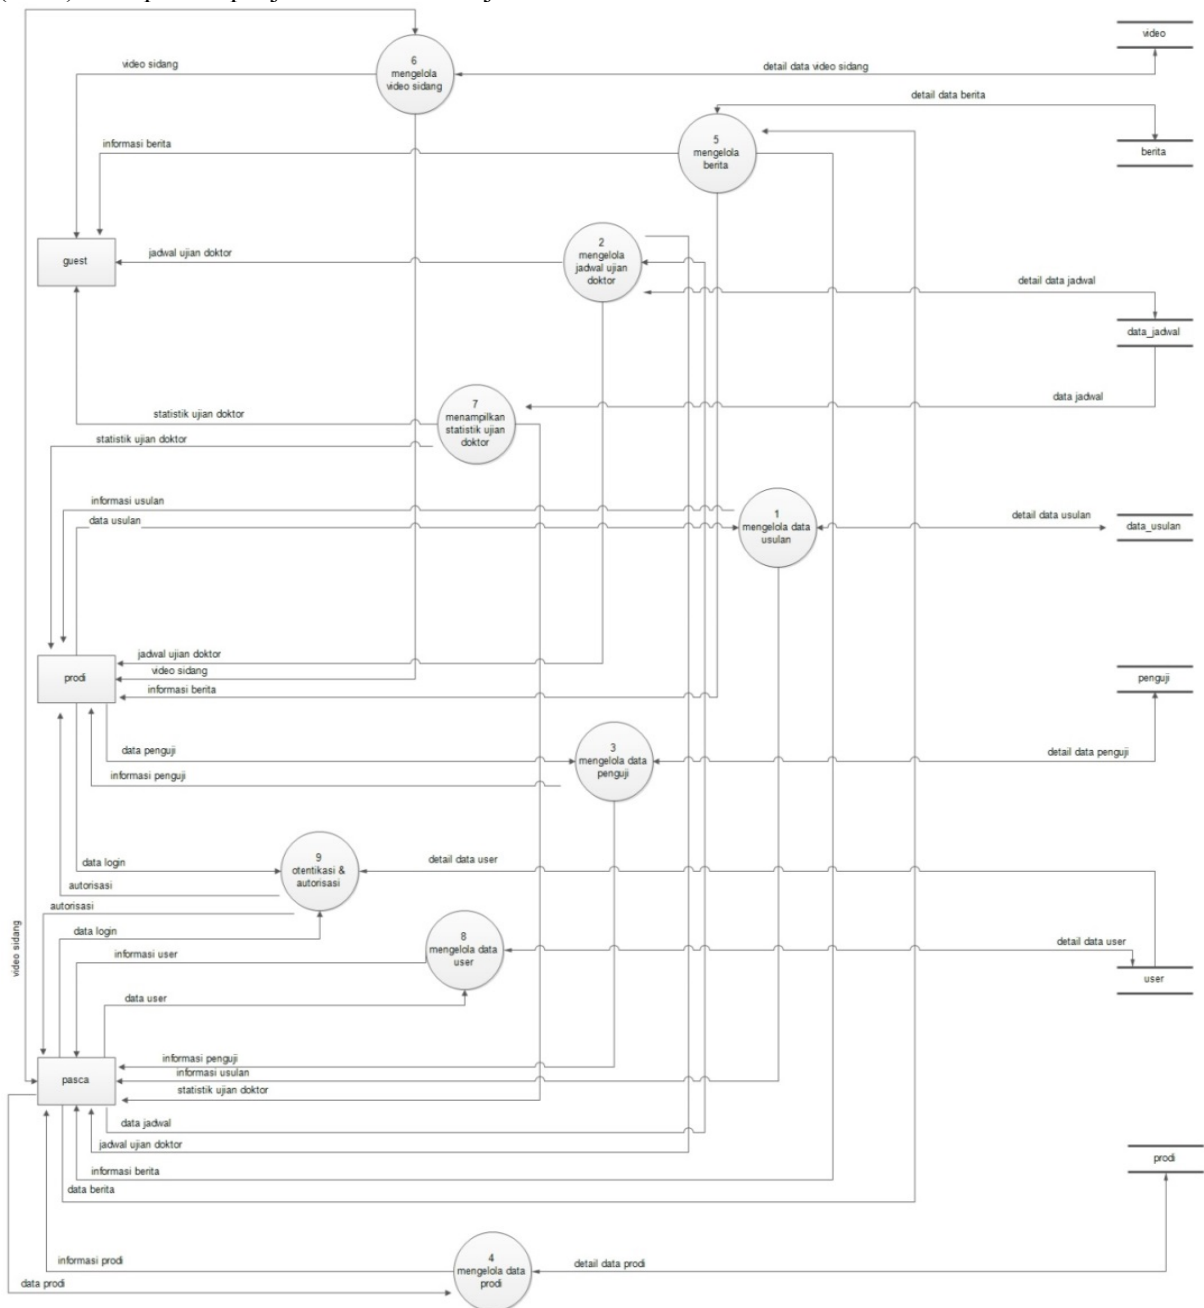 video
6
mengelola
video sidang
video sidang
detail data video sidang
detail data berita
informasi berita
5
mengelola
berita
berita
2
mengelola
jadwal ujian
doktor
jadwal ujian doktor
guest
detail data jadwal
data_jadwal
data jadwal
7
menampilkan
statistik ujian
doktor
statistik ujian doktor
statistik ujian doktor
informasi usulan
data usulan
1
mengelola data
usulan
detail data usulan
data_usulan
jadwal ujian doktor
video sidang
informasi berita
prodi
penguji
3
mengelola data
penguji
data penguji
informasi penguji
detail data penguji
9
otentikasi &
autorisasi
data login
detail data user
autorisasi
autorisasi
data login
video sidang
8
mengelola data
user
informasi user
detail data user
user
data user
informasi penguji
informasi usulan
pasca
statistik ujian doktor
data jadwal
jadwal ujian doktor
informasi berita
data berita
prodi
4
mengelola data
prodi
informasi prodi
detail data prodi
data prodi